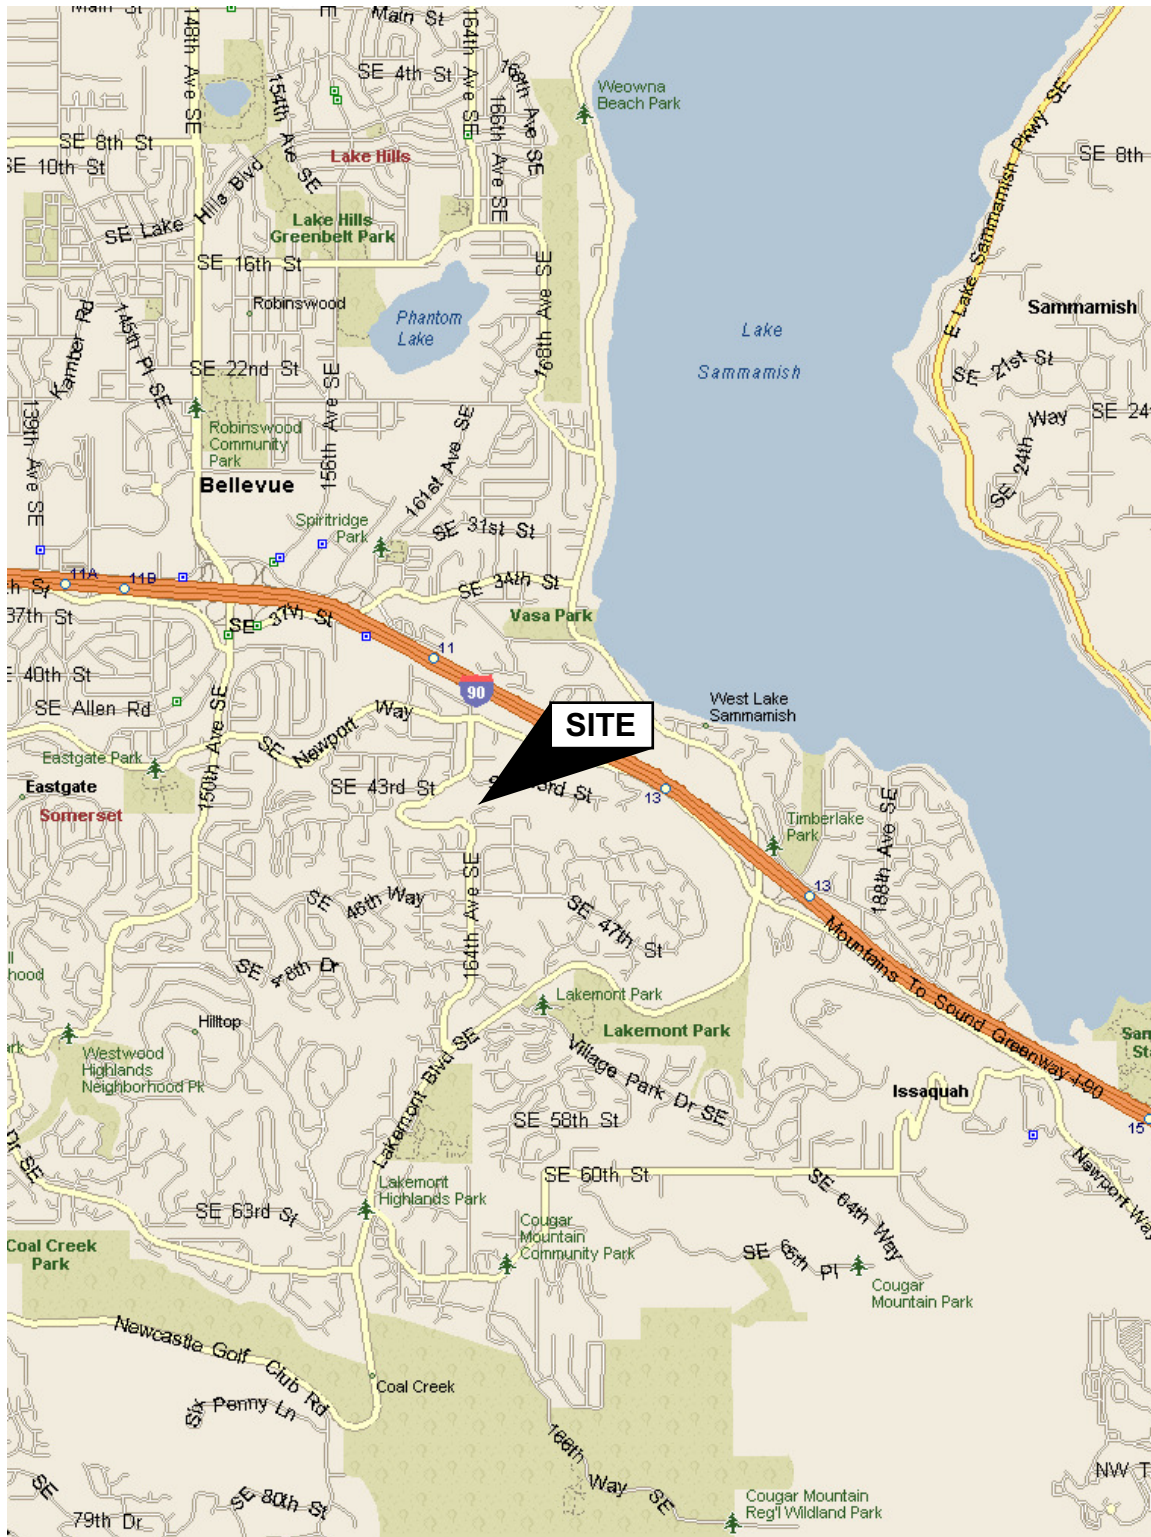 Main St
148th Ave SE
Main St
164th Ave SE
SE 4th St
168th Ave SE
166th Ave SE
154th Ave SE
Weowna
Beach Park
E Lake Sammamish Pkwy SE
SE 8th St
SE 10th St
Lake Hills
SE 8th
SE Lake Hills Blvd
Lake Hills
Greenbelt Park
SE 16th St
Robinswood
Phantom
Lake
168th Ave SE
Lake
Sammamish
Sammamish
Kamber Rd
145th Pl SE
SE 22nd St
SE 21st St
139th Ave SE
Robinswood
Community
Park
156th Ave SE
161st Ave SE
Way
SE 24th
SE 24
Bellevue
Spiritridge
Park
SE 31st St
11A
11B
th St
SE 34th St
37th St
SE 37th St
Vasa Park
11
SE 40th St
90
SE Allen Rd
150th Ave SE
SE Newport Way
West Lake
Sammamish
SITE
Eastgate Park
Eastgate
Somerset
SE 43rd St
3rd St
13
Timberlake
Park
188th Ave SE
13
SE 46th Way
164th Ave SE
SE 47th St
SE 48th Dr
Mountains To Sound Greenway I-90
ll
hood
Lakemont Park
Hilltop
Lakemont Park
San
Sta
ark
Westwood
Highlands
Neighborhood Pk
Lakemont Blvd SE
Village Park Dr SE
Issaquah
SE 58th St
15
Dr SE
Newport Way
SE 60th St
SE 64th Way
Lakemont
Highlands Park
SE 63rd St
Cougar
Mountain
Community Park
Coal Creek
Park
SE 65th Pl
Cougar
Mountain Park
Newcastle Golf Club Rd
Coal Creek
Six Penny Ln
166th Way SE
NW T
SE
79th Dr
SE 80th St
Cougar Mountain
Reg'l Wildland Park